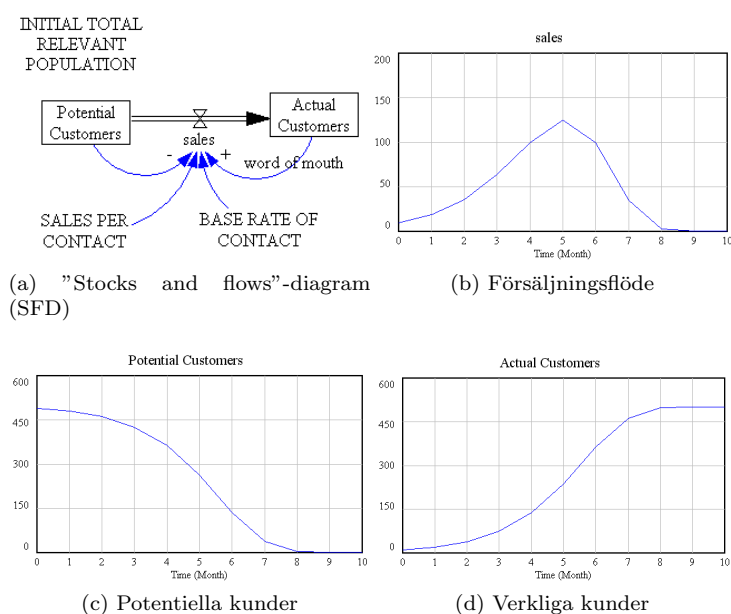 INITIAL TOTAL
RELEVANT
POPULATION
Potential
Customers
Actual
Customers
sales
- +
word of mouth
SALES PER
CONTACT
BASE RATE OF
CONTACT
(a) ”Stocks and flows”-diagram
(SFD)
sales
200
150
100
50
0
0 1 2 3 4 5 6 7 8 9 10
Time (Month)
(b) Försäljningsflöde
Potential Customers
600
450
300
150
0
0 1 2 3 4 5 6 7 8 9 10
Time (Month)
(c) Potentiella kunder
Actual Customers
600
450
300
150
0
0 1 2 3 4 5 6 7 8 9 10
Time (Month)
(d) Verkliga kunder